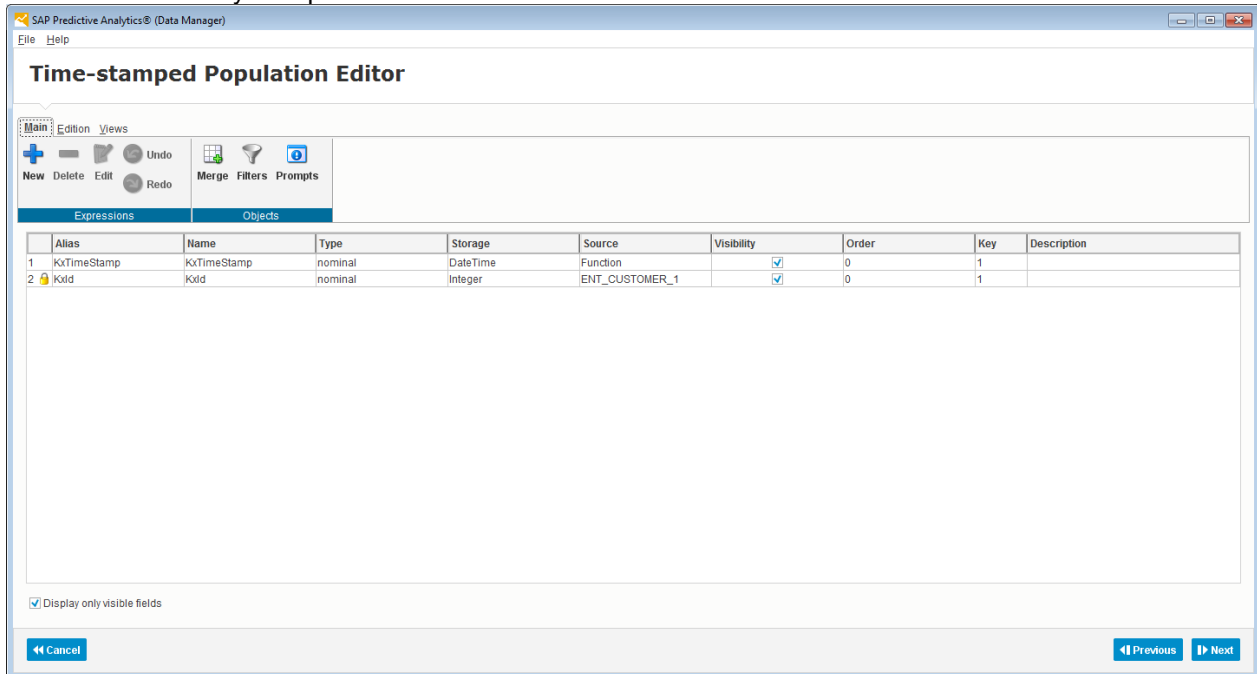 SAP Predictive Analytics® (Data Manager)
File Help
Time-stamped Population Editor
Main Edition Views
Undo
New Delete Edit Redo Merge Filters Prompts
Expressions Objects
Alias Name Type Storage Source Visibility Order Key Description
1 KxTimeStamp KxTimeStamp nominal DateTime Function 0 1
2 KxId KxId nominal Integer ENT_CUSTOMER_1 0 1
Display only visible fields
Cancel Previous Next